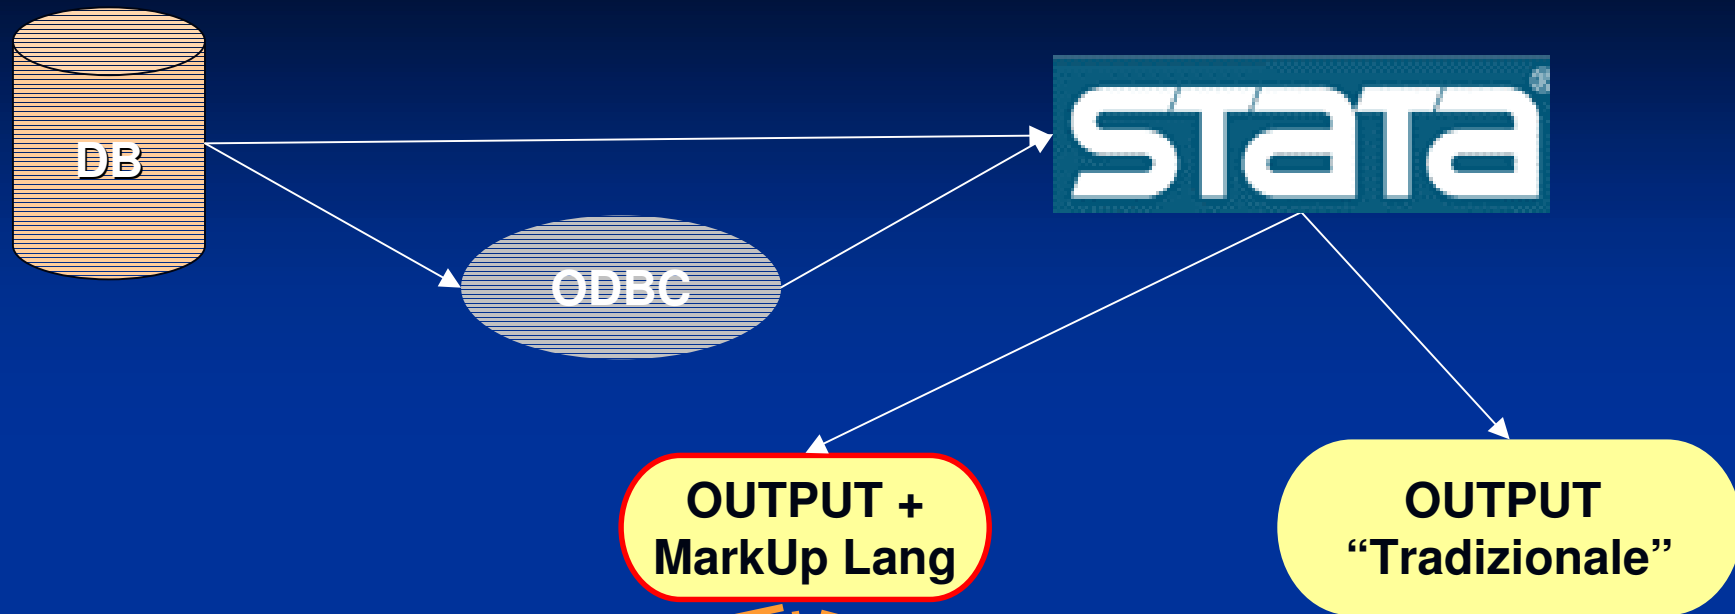 DB
STATA®
ODBC
OUTPUT +
MarkUp Lang
OUTPUT
“Tradizionale”